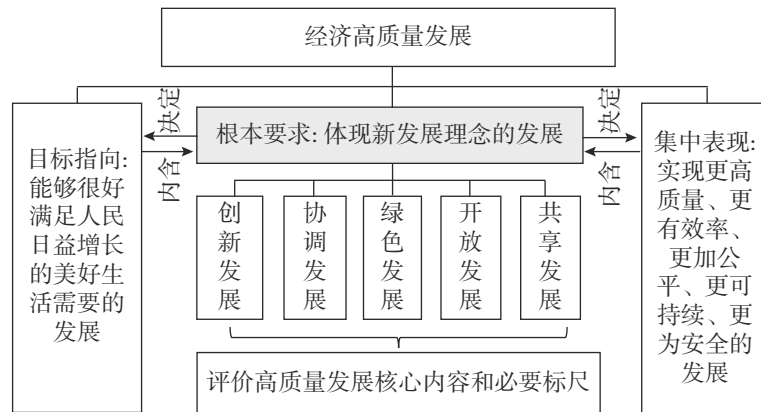 经济高质量发展
决定
内含
目标指向:
能够很好
满足人民
日益增长
的美好生
活需要的
发展
根本要求: 体现新发展理念的发展
决定
内含
集中表现:
实现更高
质量、更
有效率、
更加公
平、更可
持续、更
为安全的
发展
创新发展
协调发展
绿色发展
开放发展
共享发展
评价高质量发展核心内容和必要标尺